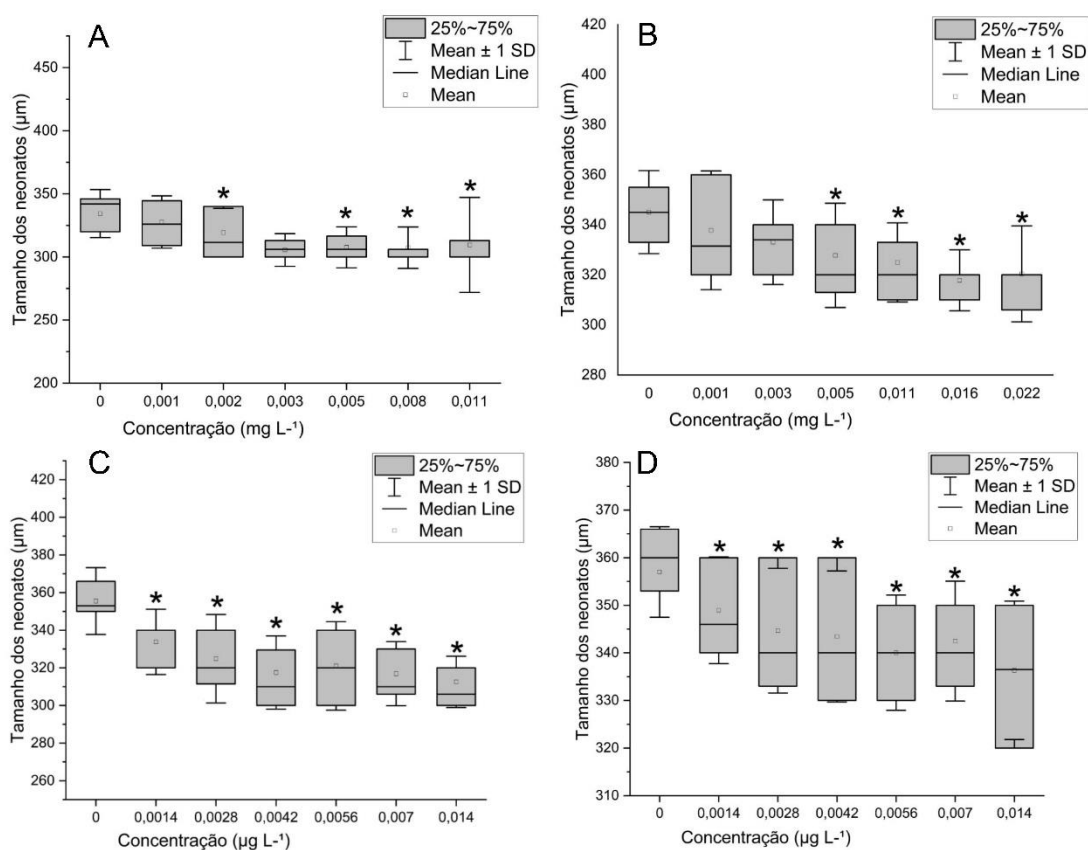 A
25%~75%
Mean ± 1 SD
Median Line
Mean
Tamanho dos neonatos (µm)
450
400
350
300
250
200
* * * *
0 0,001 0,002 0,003 0,005 0,008 0,011
Concentração (mg L-¹)
B
25%~75%
Mean ± 1 SD
Median Line
Mean
Tamanho dos neonatos (µm)
420
400
380
360
340
320
300
280
* * * *
0 0,001 0,003 0,005 0,011 0,016 0,022
Concentração (mg L-¹)
C
25%~75%
Mean ± 1 SD
Median Line
Mean
Tamanho dos neonatos (µm)
420
400
380
360
340
320
300
280
260
* * * * * *
0 0,0014 0,0028 0,0042 0,0056 0,007 0,014
Concentração (µg L-¹)
D
25%~75%
Mean ± 1 SD
Median Line
Mean
Tamanho dos neonatos (µm)
380
370
360
350
340
330
320
310
* * * * * *
0 0,0014 0,0028 0,0042 0,0056 0,007 0,014
Concentração (µg L-¹)